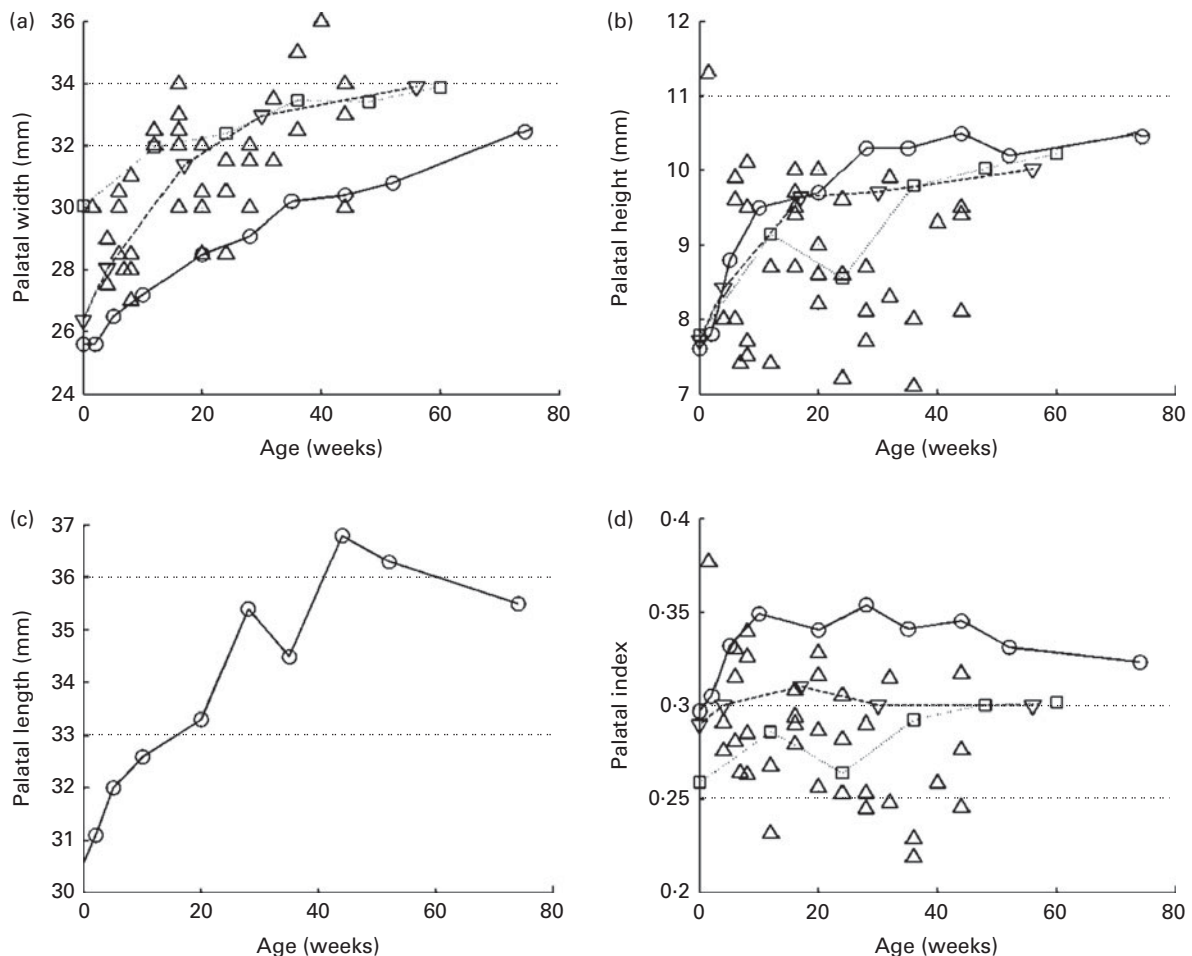 (a)
36
34
32
30
28
26
24
Palatal width (mm)
0 20 40 60 80
Age (weeks)
(b)
12
11
10
9
8
7
Palatal height (mm)
0 20 40 60 80
Age (weeks)
(c)
37
36
35
34
33
32
31
30
Palatal length (mm)
0 20 40 60 80
Age (weeks)
(d)
0·4
0·35
0·3
0·25
0·2
Palatal index
0 20 40 60 80
Age (weeks)